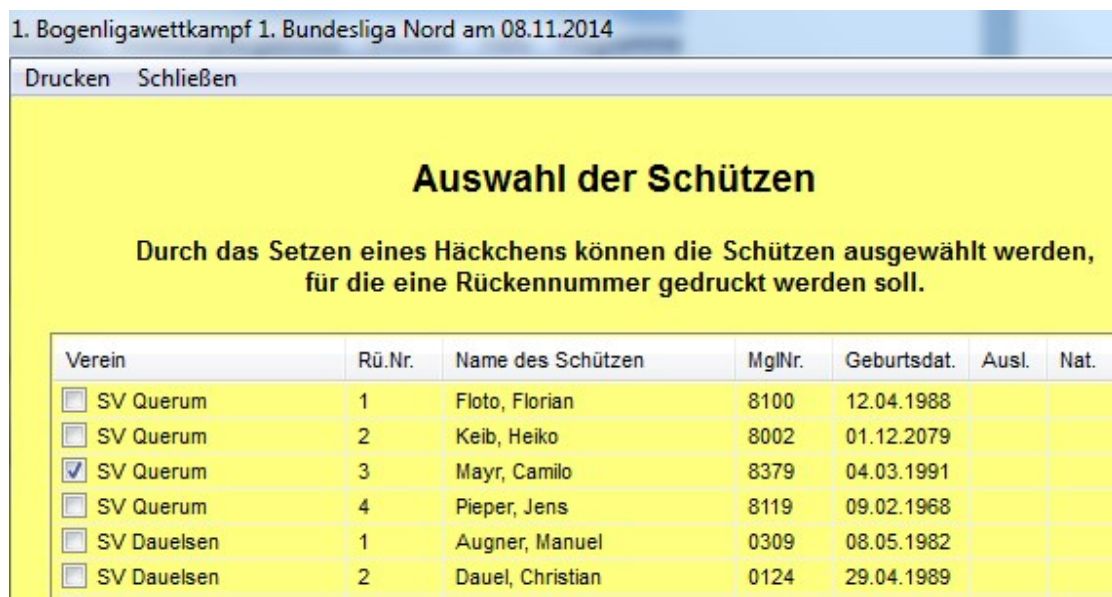 1. Bogenligawettkampf 1. Bundesliga Nord am 08.11.2014
Drucken Schließen
Auswahl der Schützen
Durch das Setzen eines Häckchens können die Schützen ausgewählt werden,
für die eine Rückennummer gedruckt werden soll.
Verein Rü.Nr. Name des Schützen MglNr. Geburtsdat. Ausl. Nat.
SV Querum 1 Floto, Florian 8100 12.04.1988
SV Querum 2 Keib, Heiko 8002 01.12.2079
SV Querum 3 Mayr, Camilo 8379 04.03.1991
SV Querum 4 Pieper, Jens 8119 09.02.1968
SV Dauelsen 1 Augner, Manuel 0309 08.05.1982
SV Dauelsen 2 Dauel, Christian 0124 29.04.1989